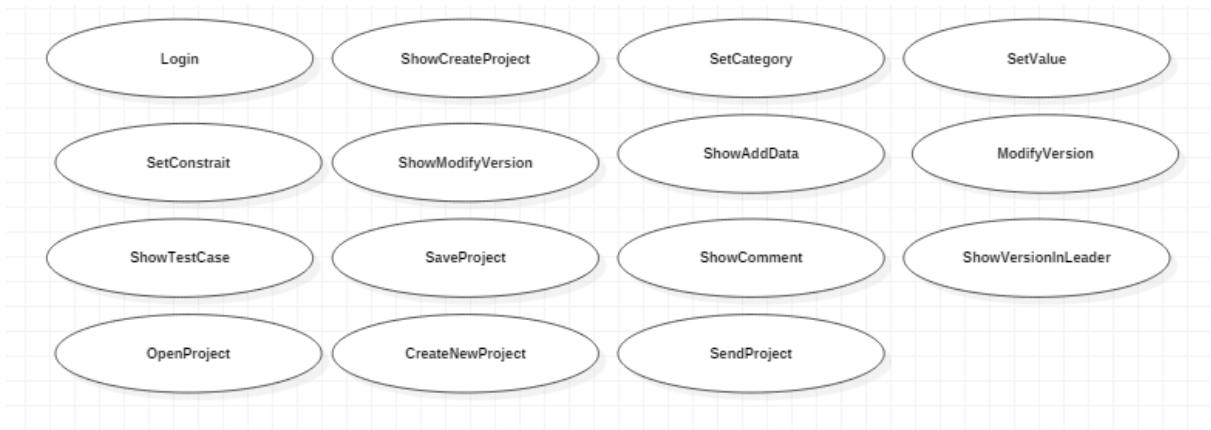 Login
ShowCreateProject
SetCategory
SetValue
SetConstrait
ShowModifyVersion
ShowAddData
ModifyVersion
ShowTestCase
SaveProject
ShowComment
ShowVersionInLeader
OpenProject
CreateNewProject
SendProject